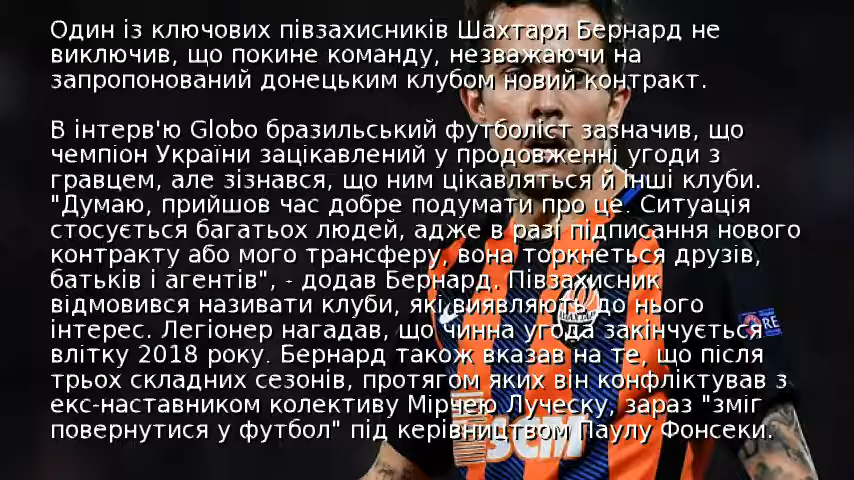 Один із ключових півзахисників Шахтаря Бернард не
виключив, що покине команду, незважаючи на
запропонований донецьким клубом новий контракт.
В інтерв'ю Globo бразильський футболіст зазначив, що
чемпіон України зацікавлений у продовженні угоди з
гравцем, але зізнався, що ним цікавляться й інші клуби.
"Думаю, прийшов час добре подумати про це. Ситуація
стосується багатьох людей, адже в разі підписання нового
контракту або мого трансферу, вона торкнеться друзів,
батьків і агентів", - додав Бернард. Півзахисник
відмовився називати клуби, які виявляють до нього
інтерес. Легіонер нагадав, що чинна угода закінчується
влітку 2018 року. Бернард також вказав на те, що після
трьох складних сезонів, протягом яких він конфліктував з
екс-наставником колективу Мірчею Луческу, зараз "зміг
повернутися у футбол" під керівництвом Паулу Фонсеки.
SCM